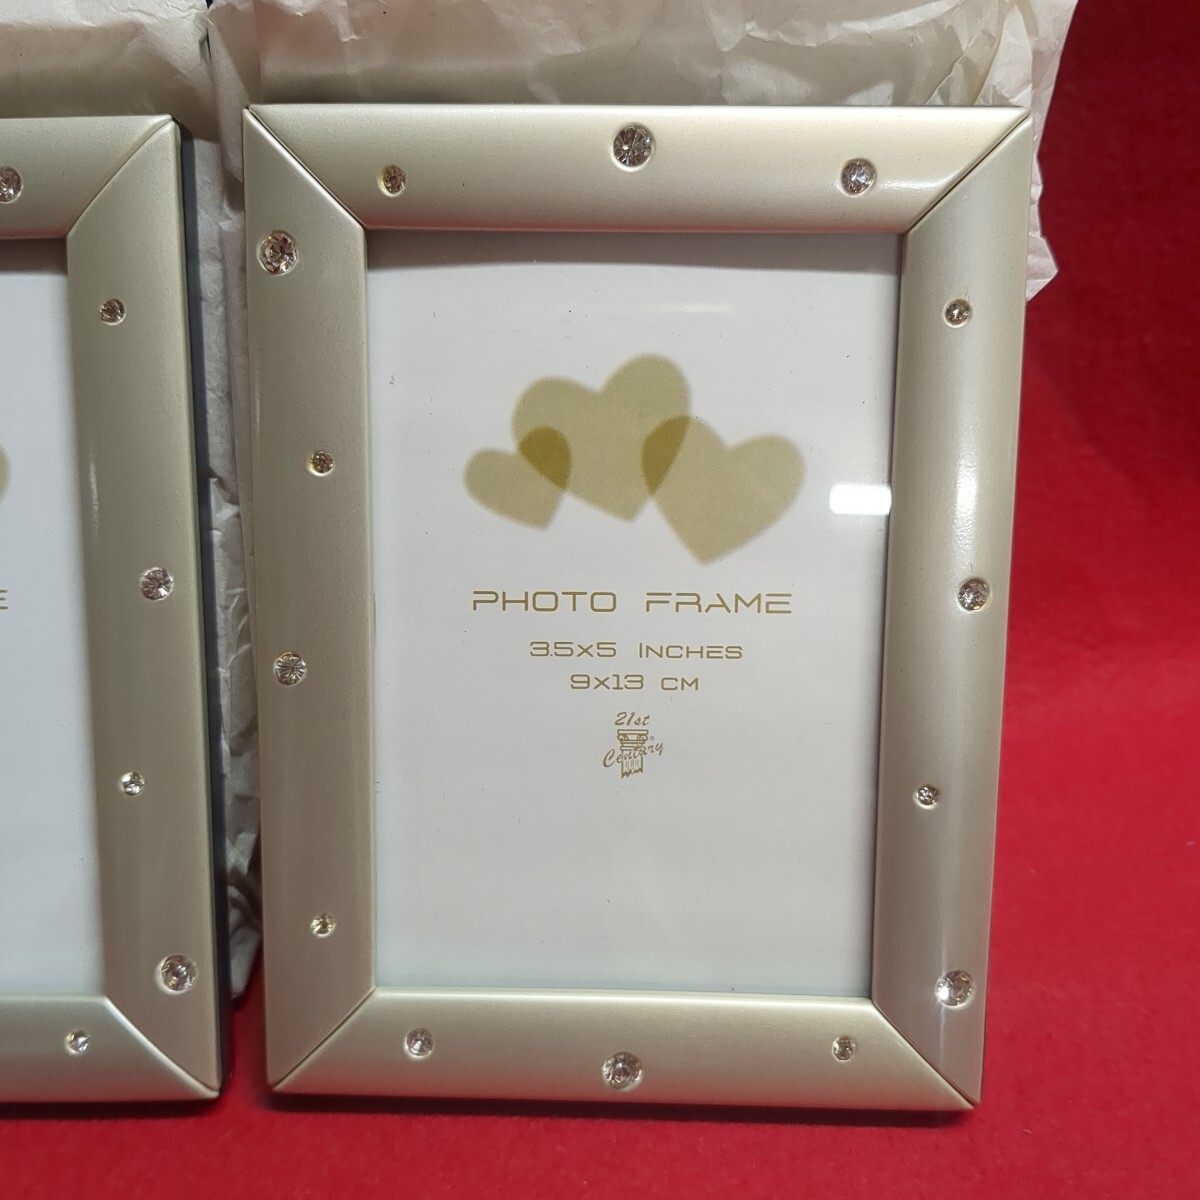 E
PHOTO FRAME
3.5x5 INCHES
9x13 CM
21st
Century